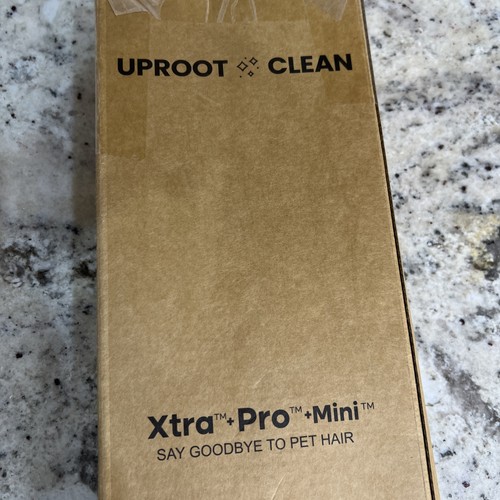 UPROOT CLEAN
Xtra™+Pro™+Mini™
SAY GOODBYE TO PET HAIR